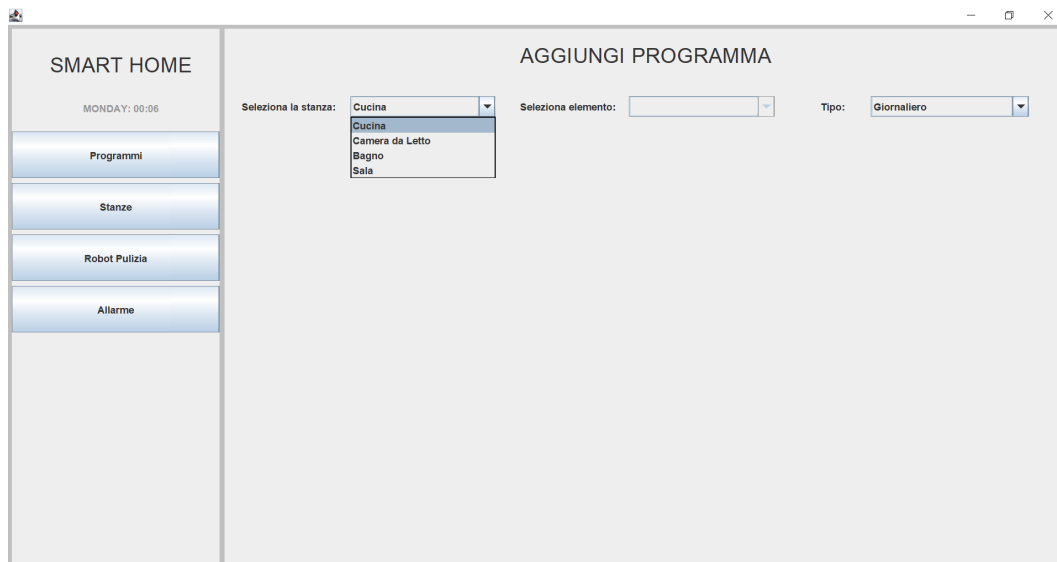 SMART HOME
MONDAY: 00:06
Programmi
Stanze
Robot Pulizia
Allarme
AGGIUNGI PROGRAMMA
Seleziona la stanza: Cucina Seleziona elemento: Tipo: Giornaliero
Cucina
Camera da Letto
Bagno
Sala